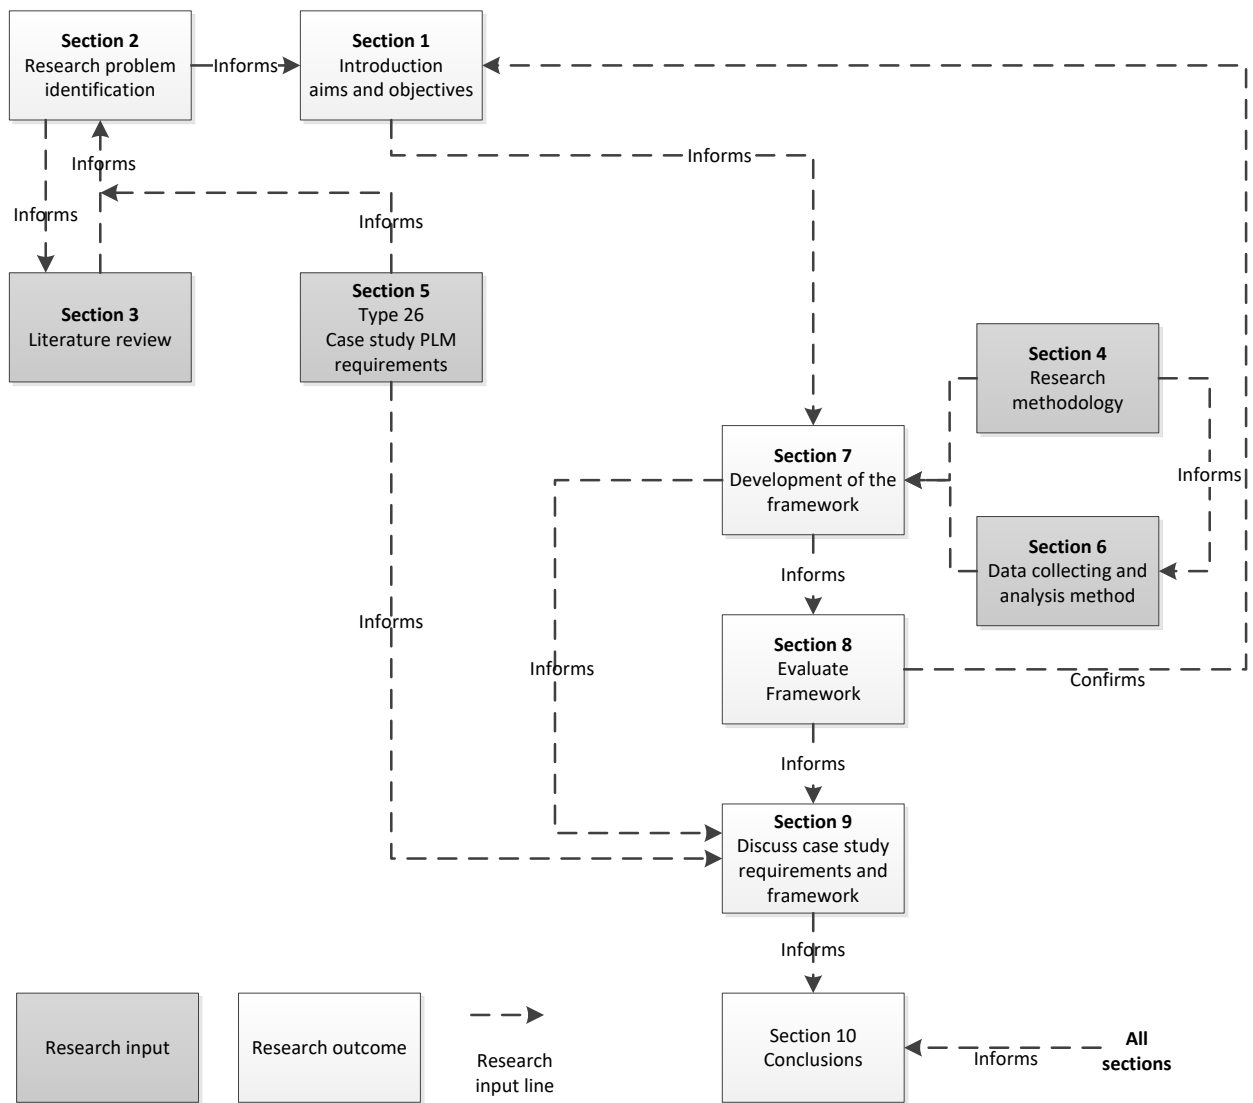 Section 2
Research problem
identification
Informs
Section 1
Introduction
aims and objectives
Informs
Informs
Informs
Informs
Section 3
Literature review
Section 5
Type 26
Case study PLM
requirements
Section 4
Research
methodology
Section 7
Development of the
framework
Informs
Section 6
Data collecting and
analysis method
Informs
Informs
Section 8
Evaluate
Framework
Informs
Confirms
Informs
Section 9
Discuss case study
requirements and
framework
Informs
Section 10
Conclusions
Informs
All
sections
Research input
Research outcome
Research
input line